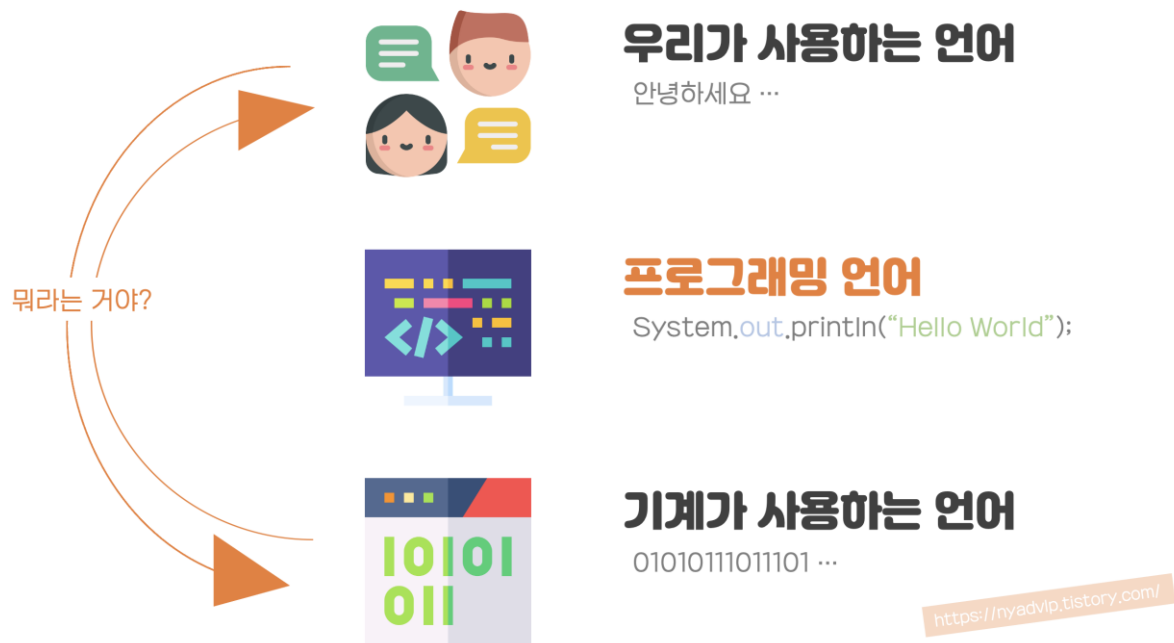 우리가 사용하는 언어
안녕하세요 …
뭐라는 거야?
프로그래밍 언어
System.out.println(“Hello World”);
10101
011
기계가 사용하는 언어
01010111011101 …
https://nyadvip.tistory.com/